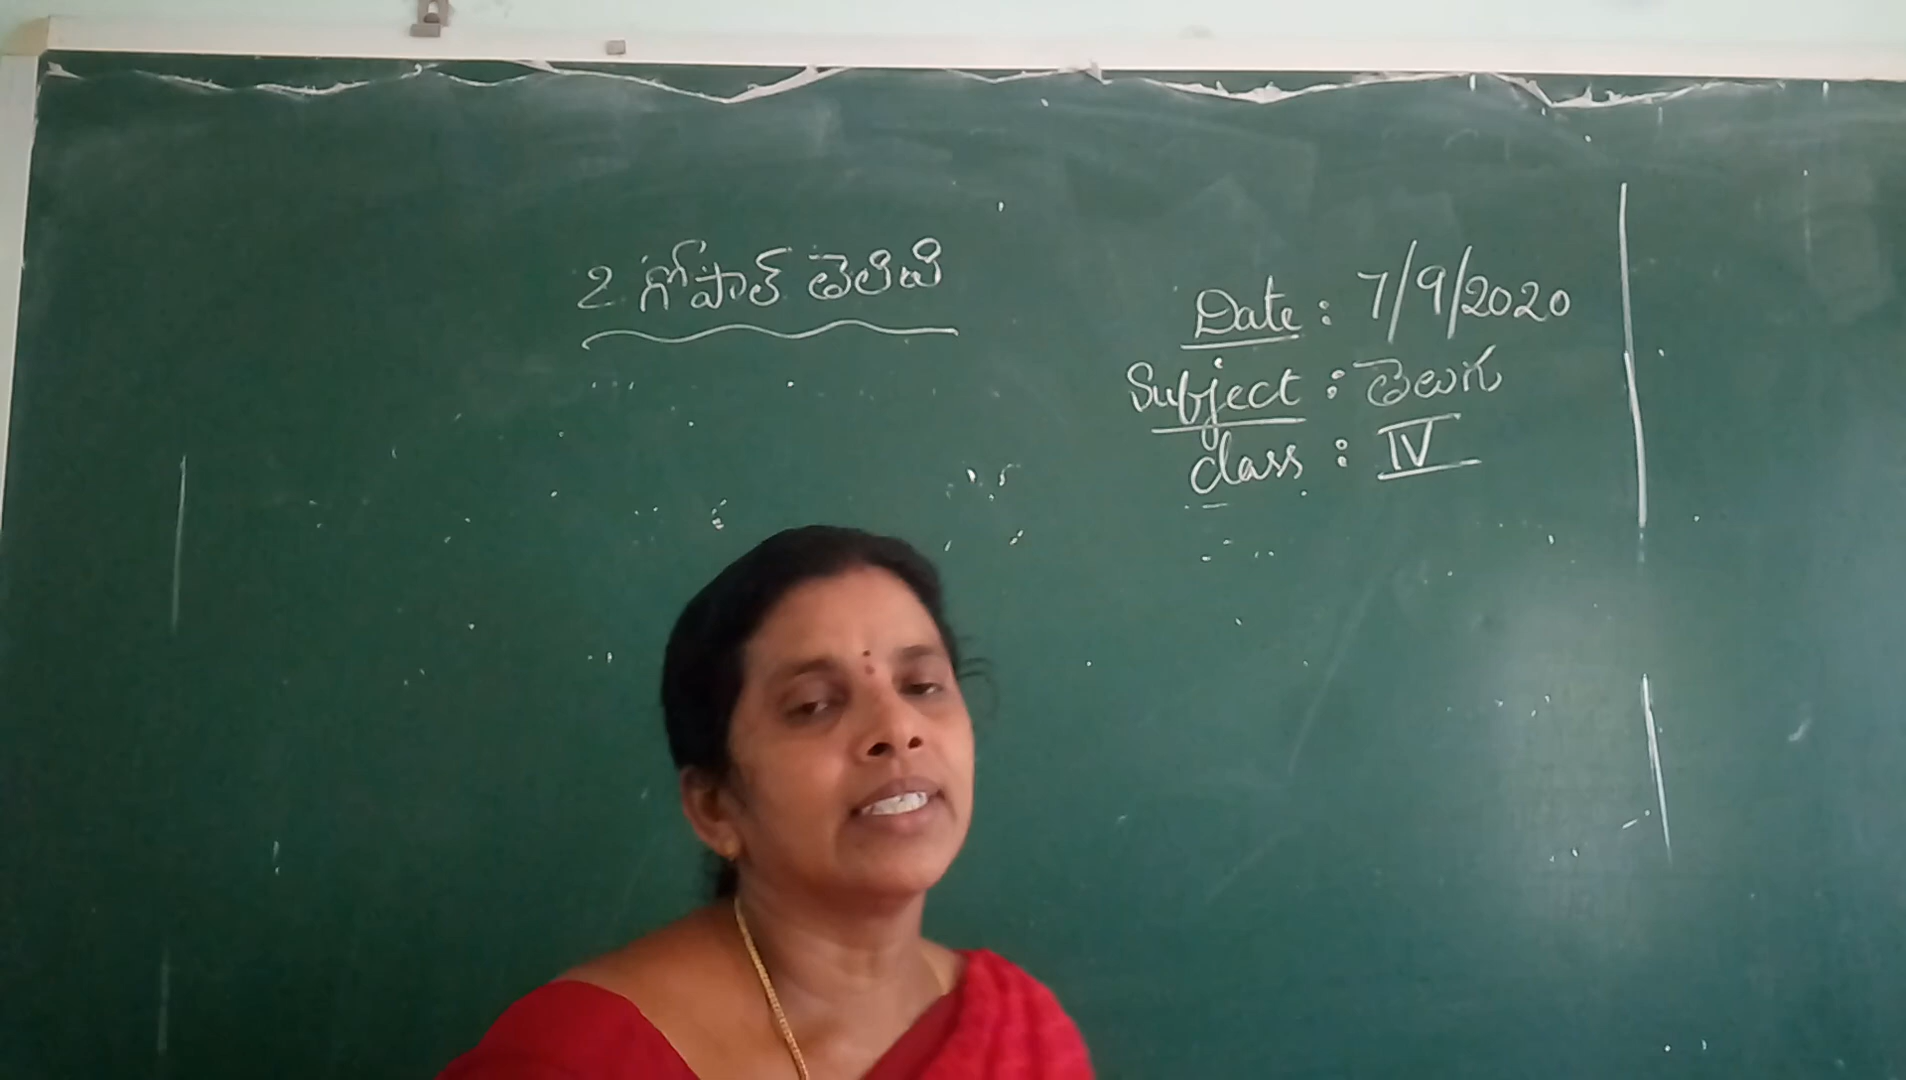 2 గోపాల్ తెలివి
Date : 7/9/2020
Subject : తెలుగు
class : IV